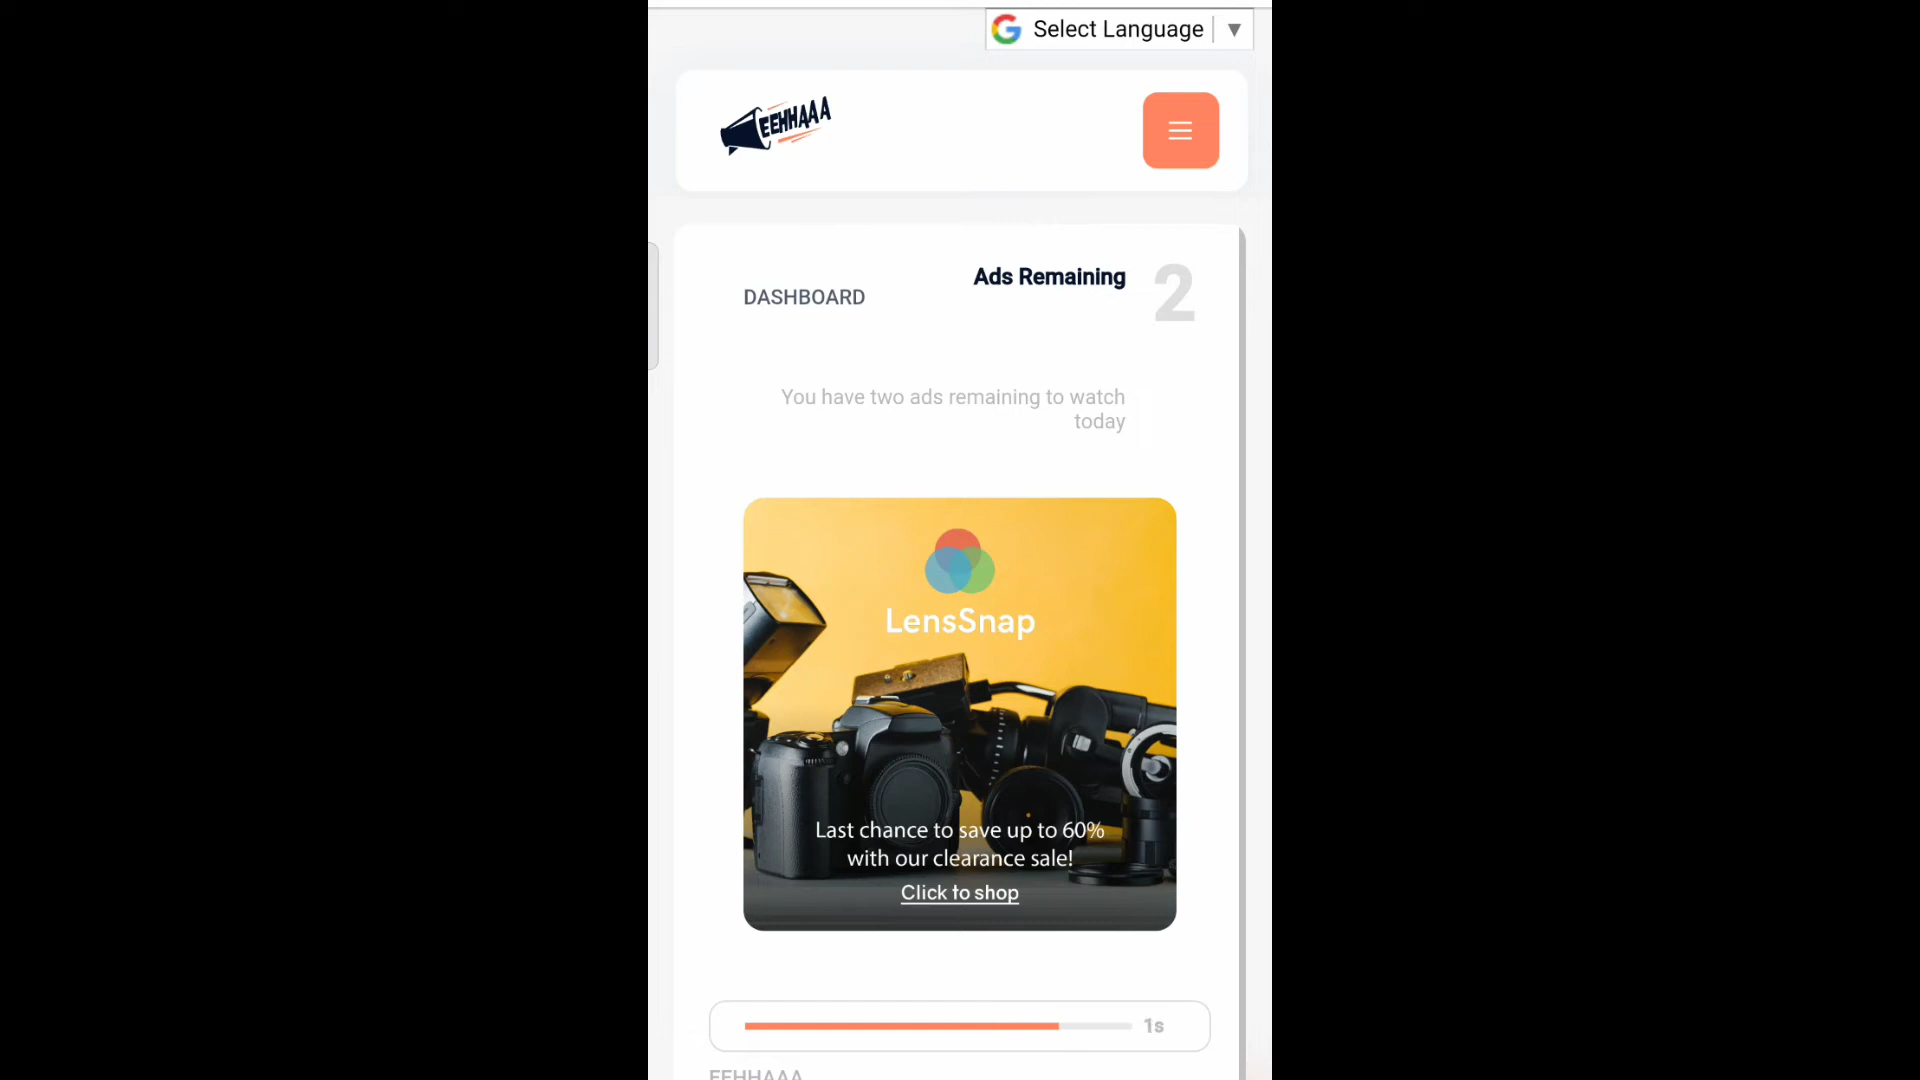 Select Language ▼
EEHHAAA
DASHBOARD
Ads Remaining
2
You have two ads remaining to watch
today
LensSnap
Last chance to save up to 60%
with our clearance sale!
Click to shop
1s
EEHHAAA